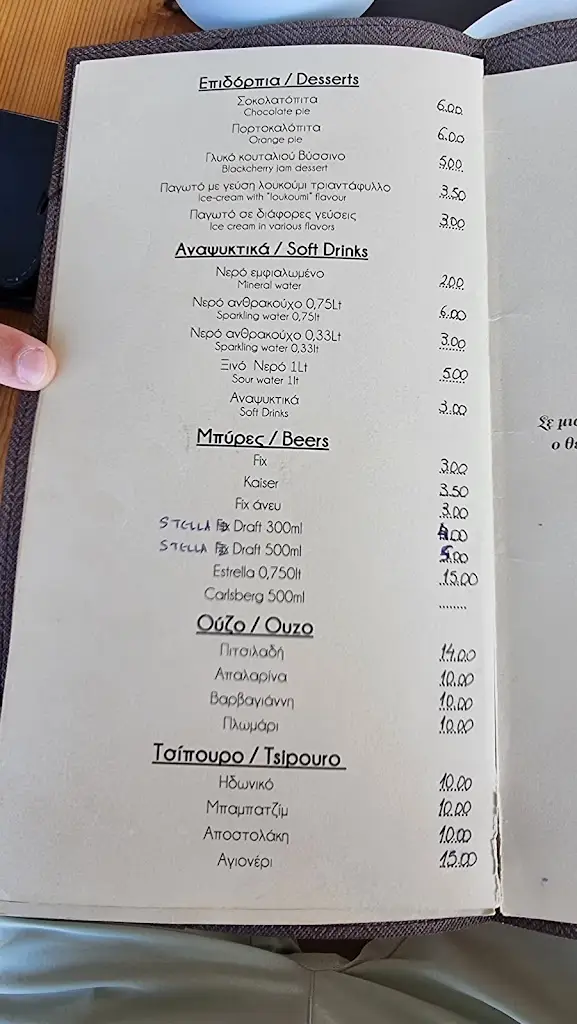 Επιδόρπια / Desserts
Σοκολατόπιτα 6.00
Chocolate pie
Πορτοκαλόπιτα 6.00
Orange pie
Γλυκό κουταλιού Βύσσινο 5.00
Blackcherry jam dessert
Παγωτό με γεύση λουκούμι τριαντάφυλλο 3.50
Ice-cream with "loukoumi" flavour
Παγωτό σε διάφορες γεύσεις 3.00
Ice cream in various flavors
Αναψυκτικά / Soft Drinks
Νερό εμφιαλωμένο 2.00
Mineral water
Νερό ανθρακούχο 0,75Lt 6.00
Sparkling water 0,75lt
Νερό ανθρακούχο 0,33Lt 3.00
Sparkling water 0,33lt
Ξινό Νερό 1Lt 5.00
Sour water 1lt
Αναψυκτικά 3.00
Soft Drinks
Μπύρες / Beers
Fix 3.00
Kaiser 3.50
Fix άνευ 3.00
STELLA Fix Draft 300ml 4.00
STELLA Fix Draft 500ml 5.00
Estrella 0,750lt 15.00
Carlsberg 500ml ........
Ούζο / Ouzo
Πιτσιλαδή 14.00
Απαλαρίνα 10.00
Βαρβαγιάννη 10.00
Πλωμάρι 10.00
Τσίπουρο / Tsipouro
Ηδωνικό 10.00
Μπαμπατζίμ 10.00
Αποστολάκη 10.00
Αγιονέρι 15.00
Σε
ο